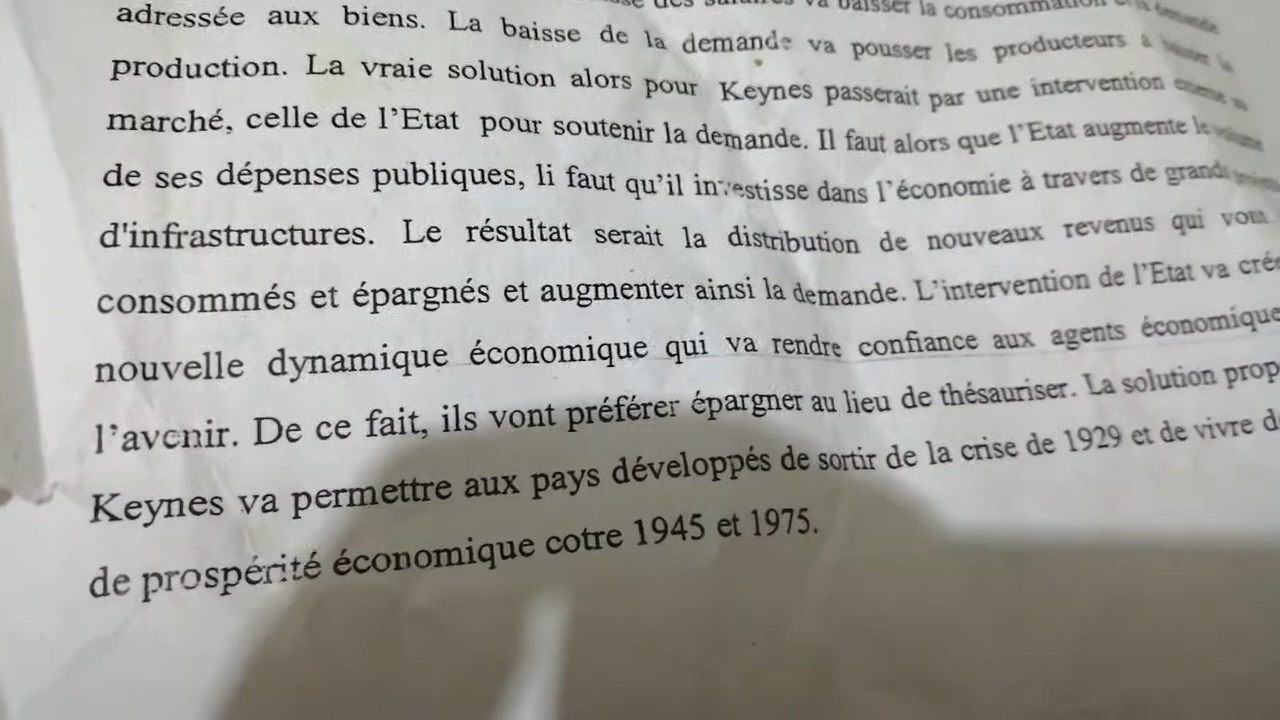 va baisser la consommation
adressée aux biens. La baisse de la demande va pousser les producteurs à
production. La vraie solution alors pour Keynes passerait par une intervention
marché, celle de l'Etat pour soutenir la demande. Il faut alors que l'Etat augmente le
de ses dépenses publiques, li faut qu'il investisse dans l'économie à travers de grands
d'infrastructures. Le résultat serait la distribution de nouveaux revenus qui vont
consommés et épargnés et augmenter ainsi la demande. L'intervention de l'Etat va crée
nouvelle dynamique économique qui va rendre confiance aux agents économique
l'avenir. De ce fait, ils vont préférer épargner au lieu de thésauriser. La solution prop
Keynes va permettre aux pays développés de sortir de la crise de 1929 et de vivre d
de prospérité économique cotre 1945 et 1975.